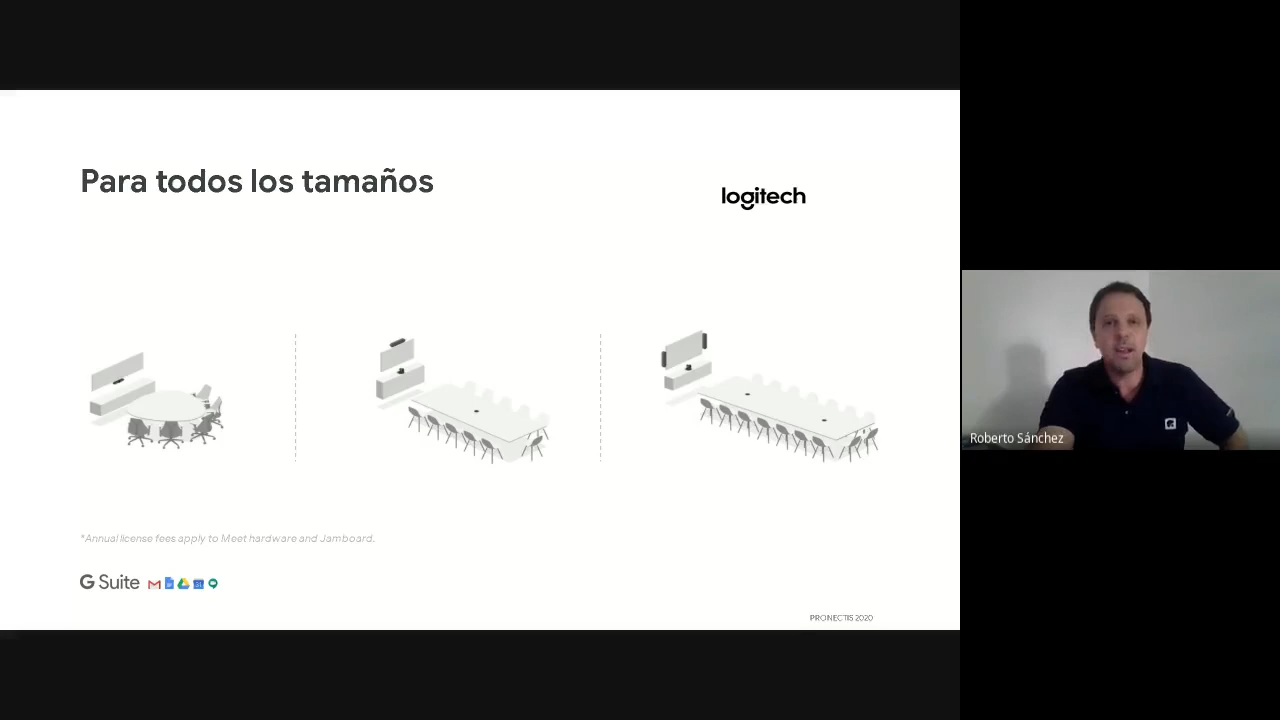 Para todos los tamaños
logitech
*Annual license fees apply to Meet hardware and Jamboard.
G Suite
PRONECTIS 2020
Roberto Sánchez